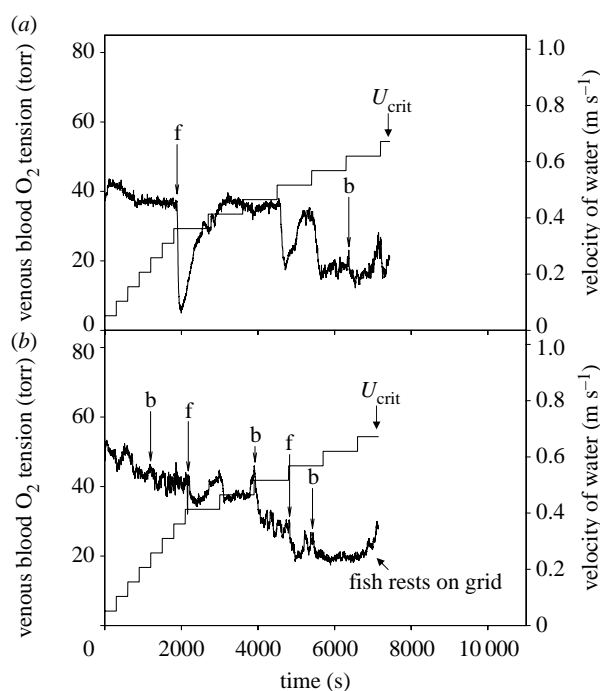 (a)
venous blood O2 tension (torr)
80
60
40
20
0
f
b
Ucrit
1.0
0.8
0.6
0.4
0.2
0
velocity of water (m s−1)
(b)
venous blood O2 tension (torr)
80
60
40
20
b
f
b
f
b
Ucrit
fish rests on grid
1.0
0.8
0.6
0.4
0.2
0
velocity of water (m s−1)
0 2000 4000 6000 8000 10 000
time (s)